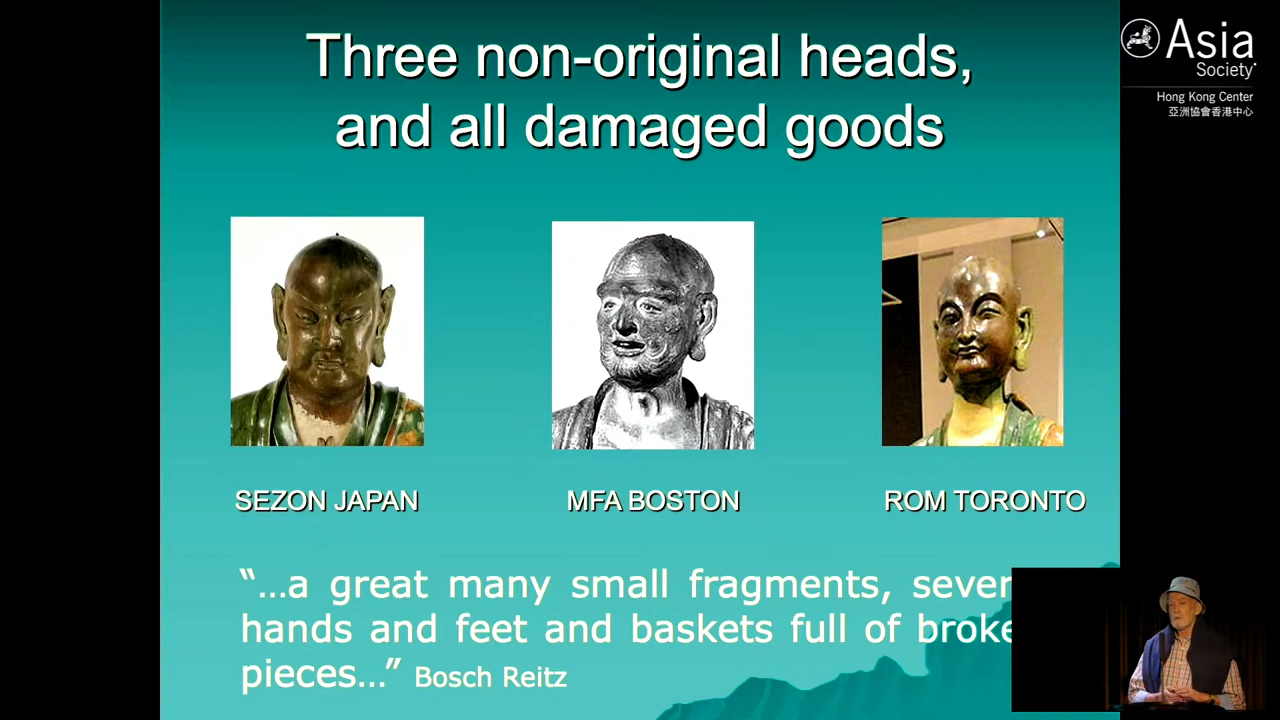 Three non-original heads,
and all damaged goods
Asia
Society
Hong Kong Center
亞洲協會香港中心
SEZON JAPAN
MFA BOSTON
ROM TORONTO
“…a great many small fragments,
hands and feet and baskets full of
pieces…” Bosch Reitz